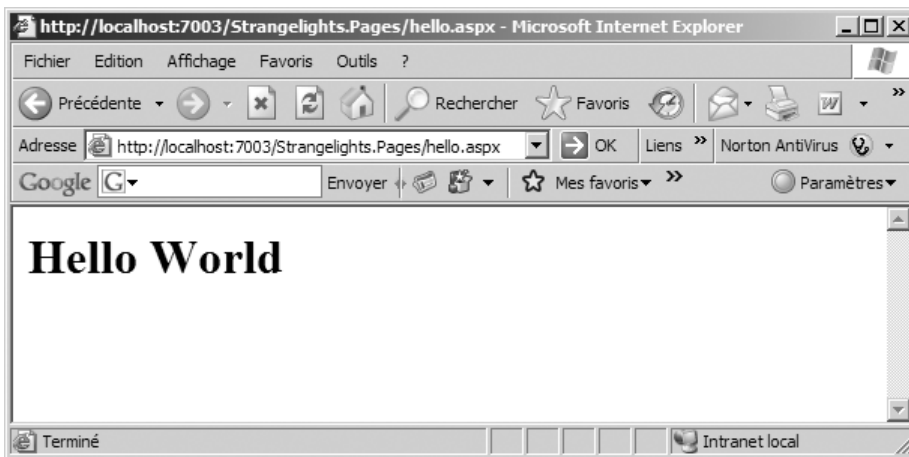 http://localhost:7003/Strangelights.Pages/hello.aspx - Microsoft Internet Explorer
Fichier Edition Affichage Favoris Outils ?
Précédente Rechercher Favoris W »
Adresse http://localhost:7003/Strangelights.Pages/hello.aspx OK Liens » Norton AntiVirus
Google G Envoyer Mes favoris » Paramètres
Hello World
Terminé Intranet local